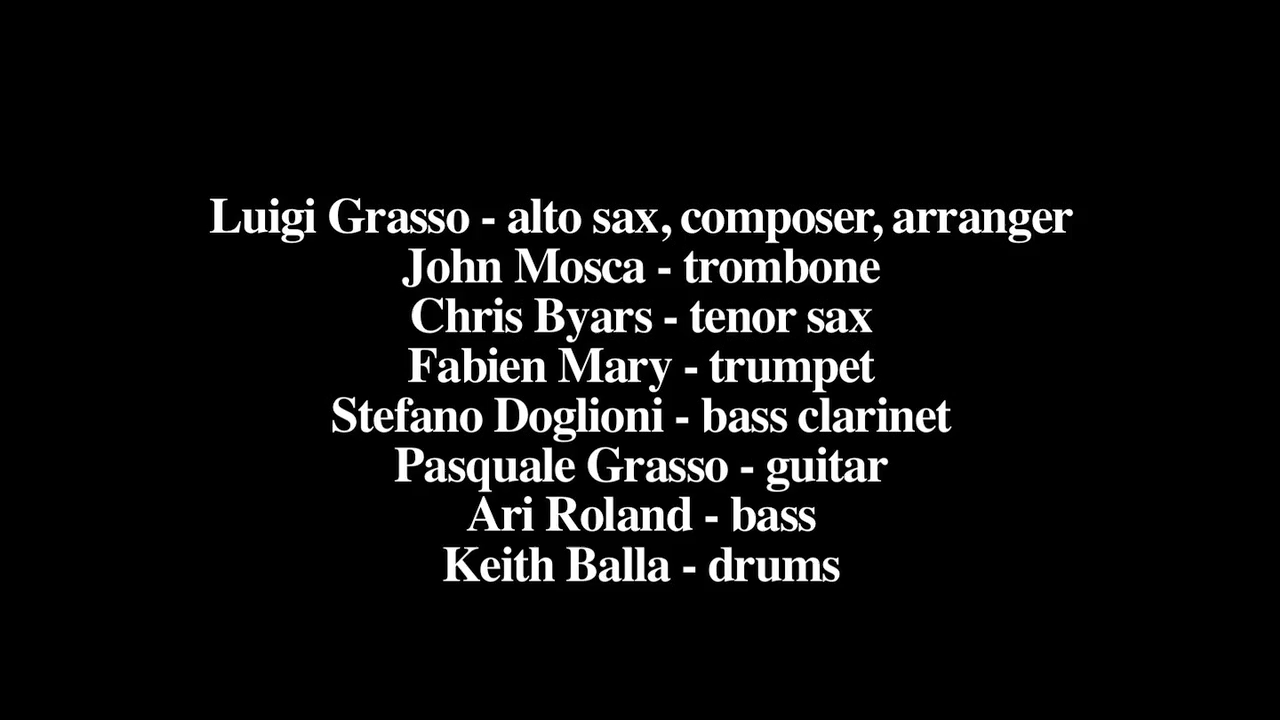 Luigi Grasso - alto sax, composer, arranger
John Mosca - trombone
Chris Byars - tenor sax
Fabien Mary - trumpet
Stefano Doglioni - bass clarinet
Pasquale Grasso - guitar
Ari Roland - bass
Keith Balla - drums